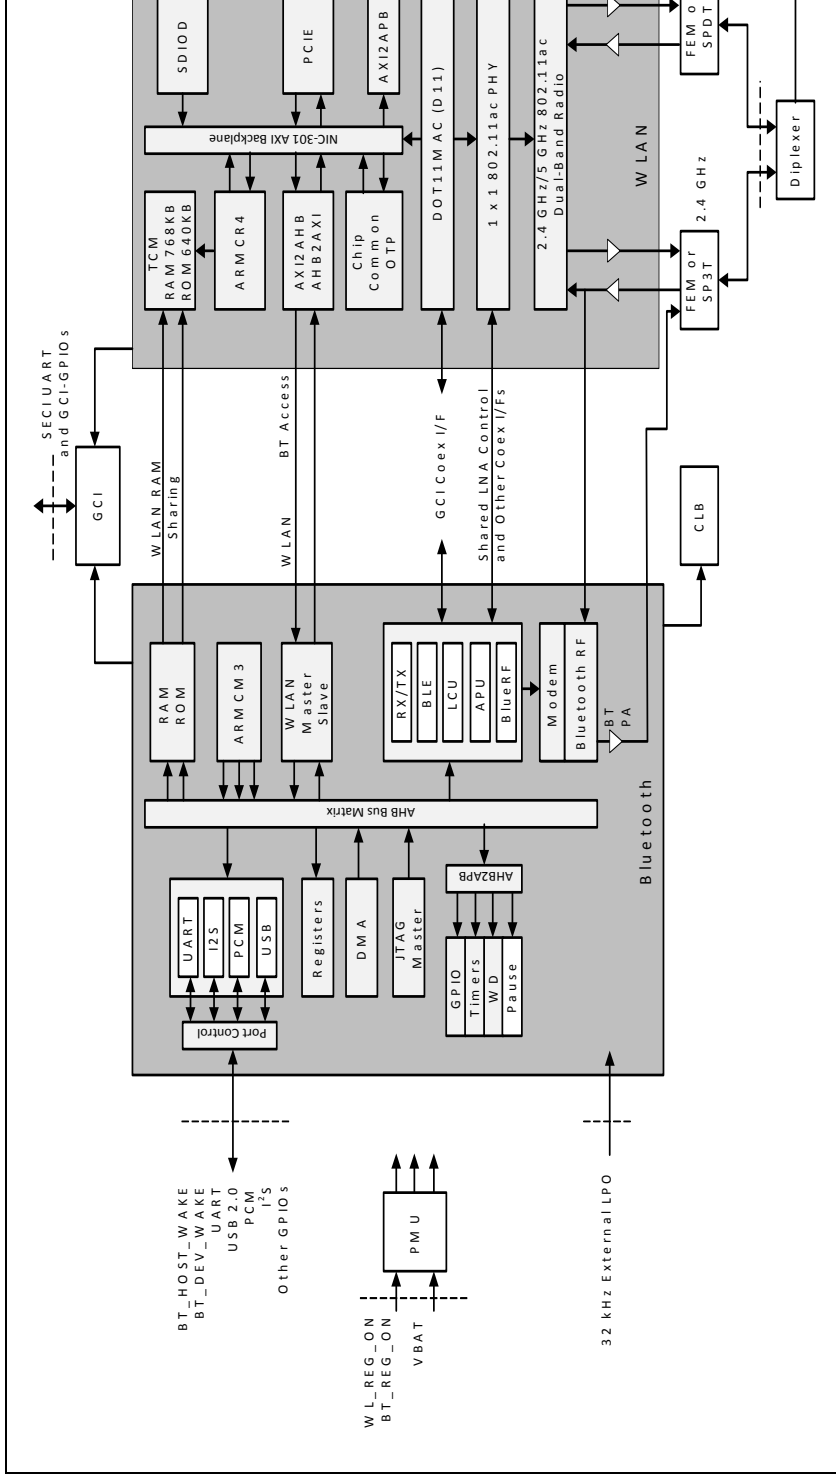 SECI UART
and GCI-GPIOs
GCI
SDIOD
PCIE
AXI2APB
NIC-301 AXI Backplane
TCM
RAM 768KB
ROM 640KB
ARMCR4
AXI2AHB
AHB2AXI
Chip
Common
OTP
DOT11MAC (D11)
1 x 1 802.11ac PHY
2.4 GHz/5 GHz 802.11ac
Dual-Band Radio
WLAN
FEM or
SPDT
Diplexer
2.4 GHz
FEM or
SP3T
WLAN RAM
Sharing
WLAN
BT Access
GCI Coex I/F
Shared LNA Control
and Other Coex I/Fs
CLB
RAM
ROM
ARMCM3
WLAN
Master
Slave
RX/TX
BLE
LCU
APU
BlueRF
Modem
Bluetooth RF
BT
PA
AHB Bus Matrix
Bluetooth
UART
I2S
PCM
USB
Port Control
Registers
DMA
JTAG
Master
AHB2APB
GPIO
Timers
WD
Pause
BT_HOST_WAKE
BT_DEV_WAKE
UART
USB 2.0
PCM
I²S
Other GPIOs
PMU
WL_REG_ON
BT_REG_ON
VBAT
32 kHz External LPO